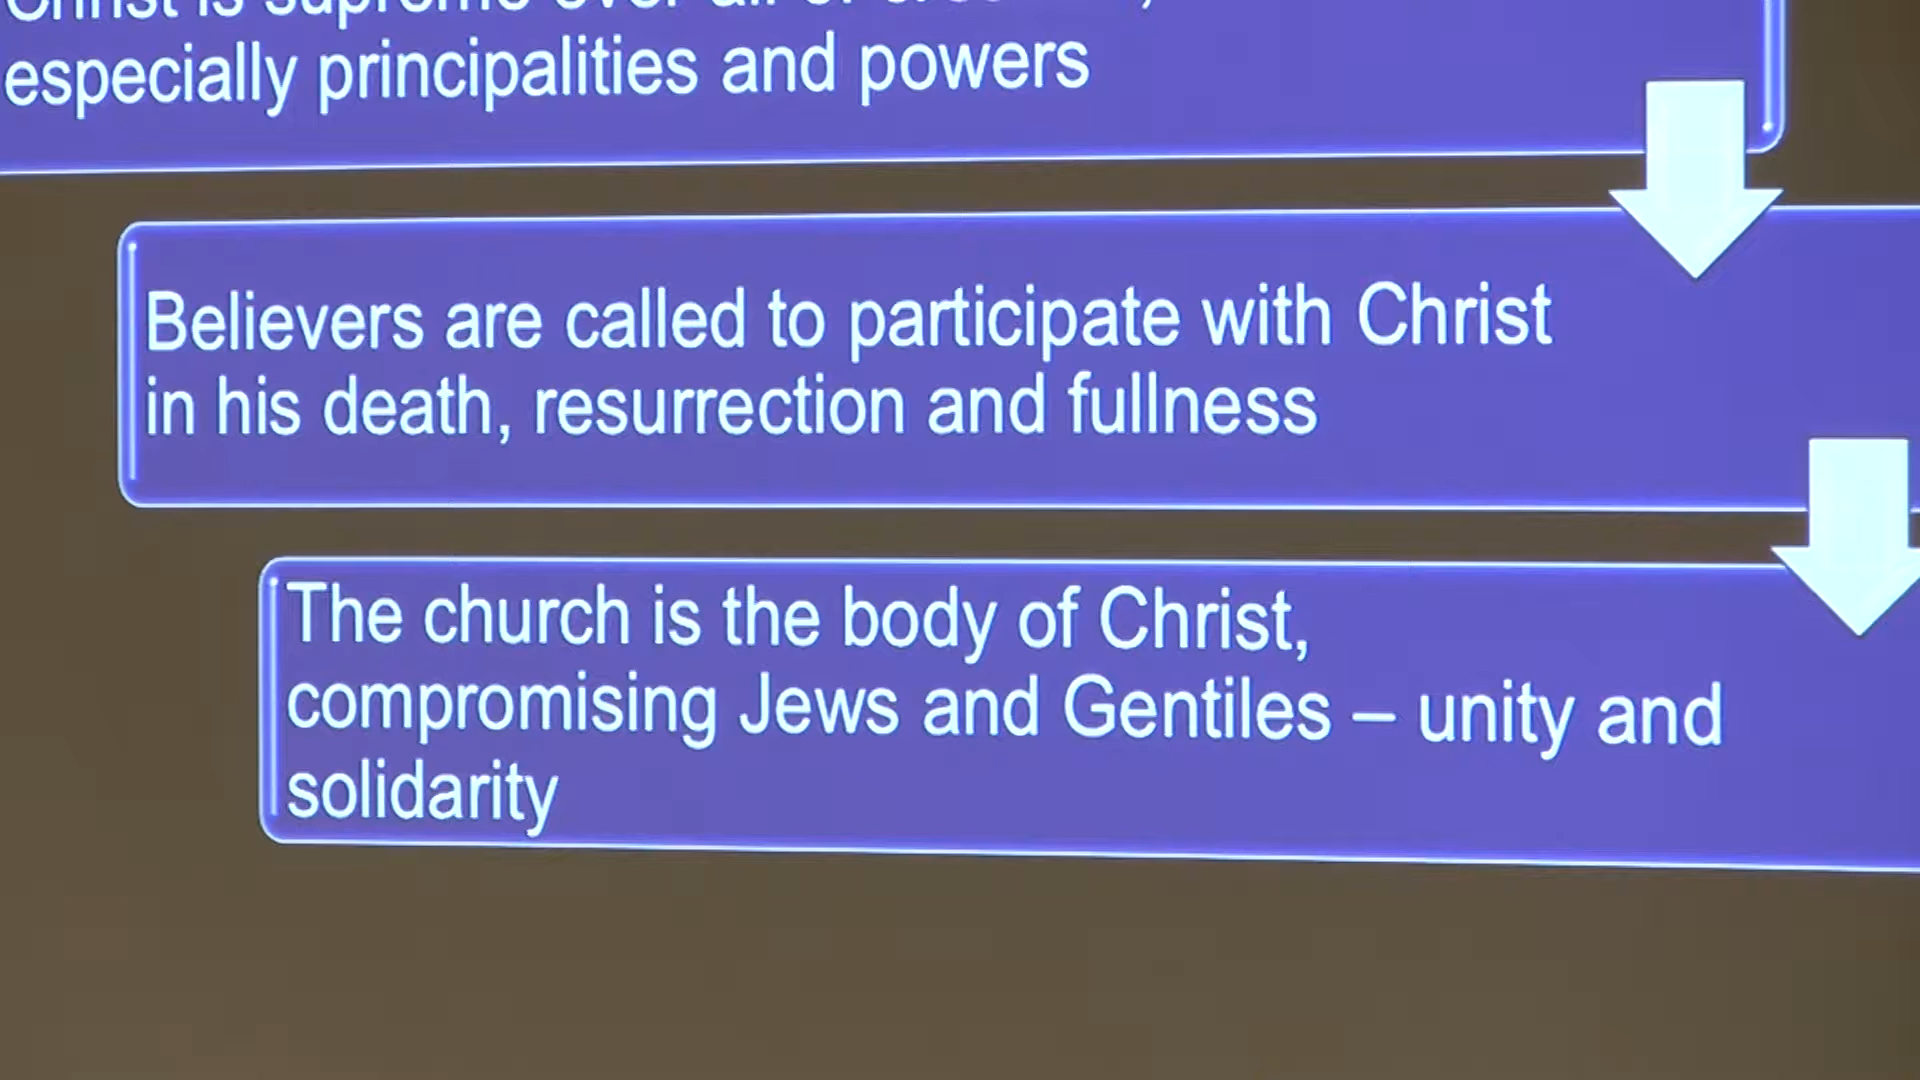 Christ is supreme over all of
especially principalities and powers
Believers are called to participate with Christ
in his death, resurrection and fullness
The church is the body of Christ,
compromising Jews and Gentiles – unity and
solidarity